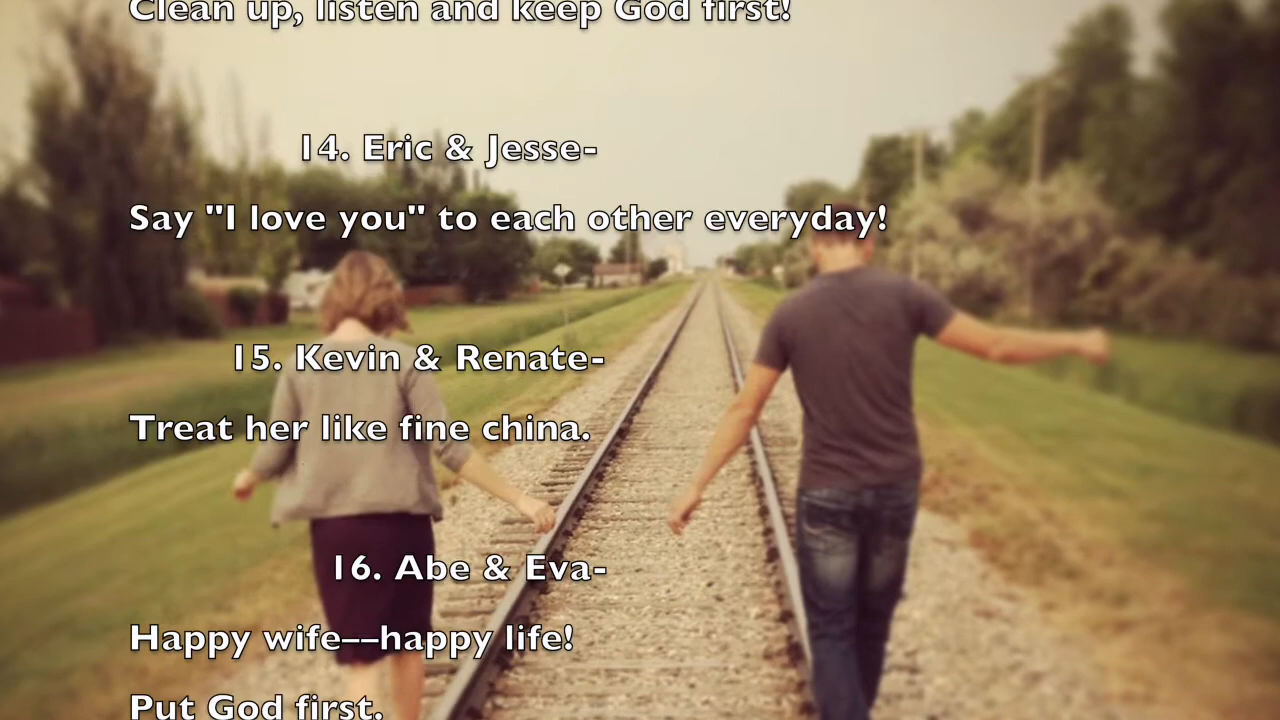 Clean up, listen and keep God first!
14. Eric & Jesse-
Say "I love you" to each other everyday!
15. Kevin & Renate-
Treat her like fine china.
16. Abe & Eva-
Happy wife––happy life!
Put God first.